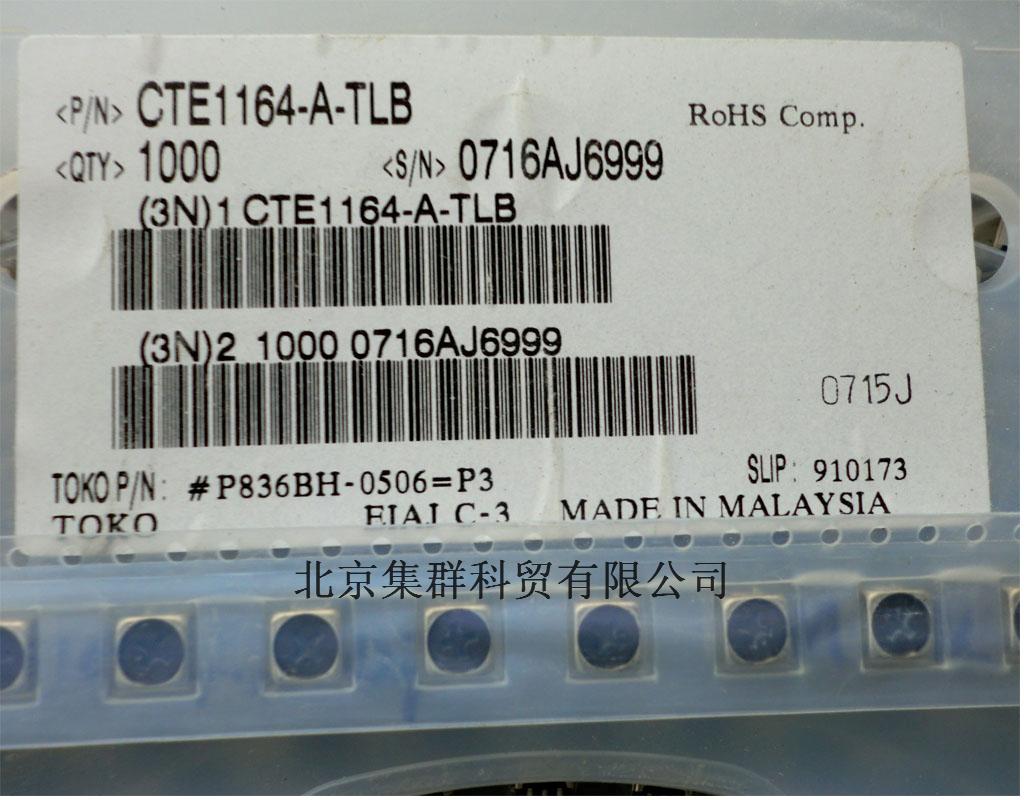 <P/N> CTE1164-A-TLB
RoHS Comp.
<QTY> 1000 <S/N> 0716AJ6999
(3N)1 CTE1164-A-TLB
(3N)2 1000 0716AJ6999
0715J
TOKO P/N: #P836BH-0506=P3 SLIP: 910173
TOKO EIAJ C-3 MADE IN MALAYSIA
北京集群科贸有限公司